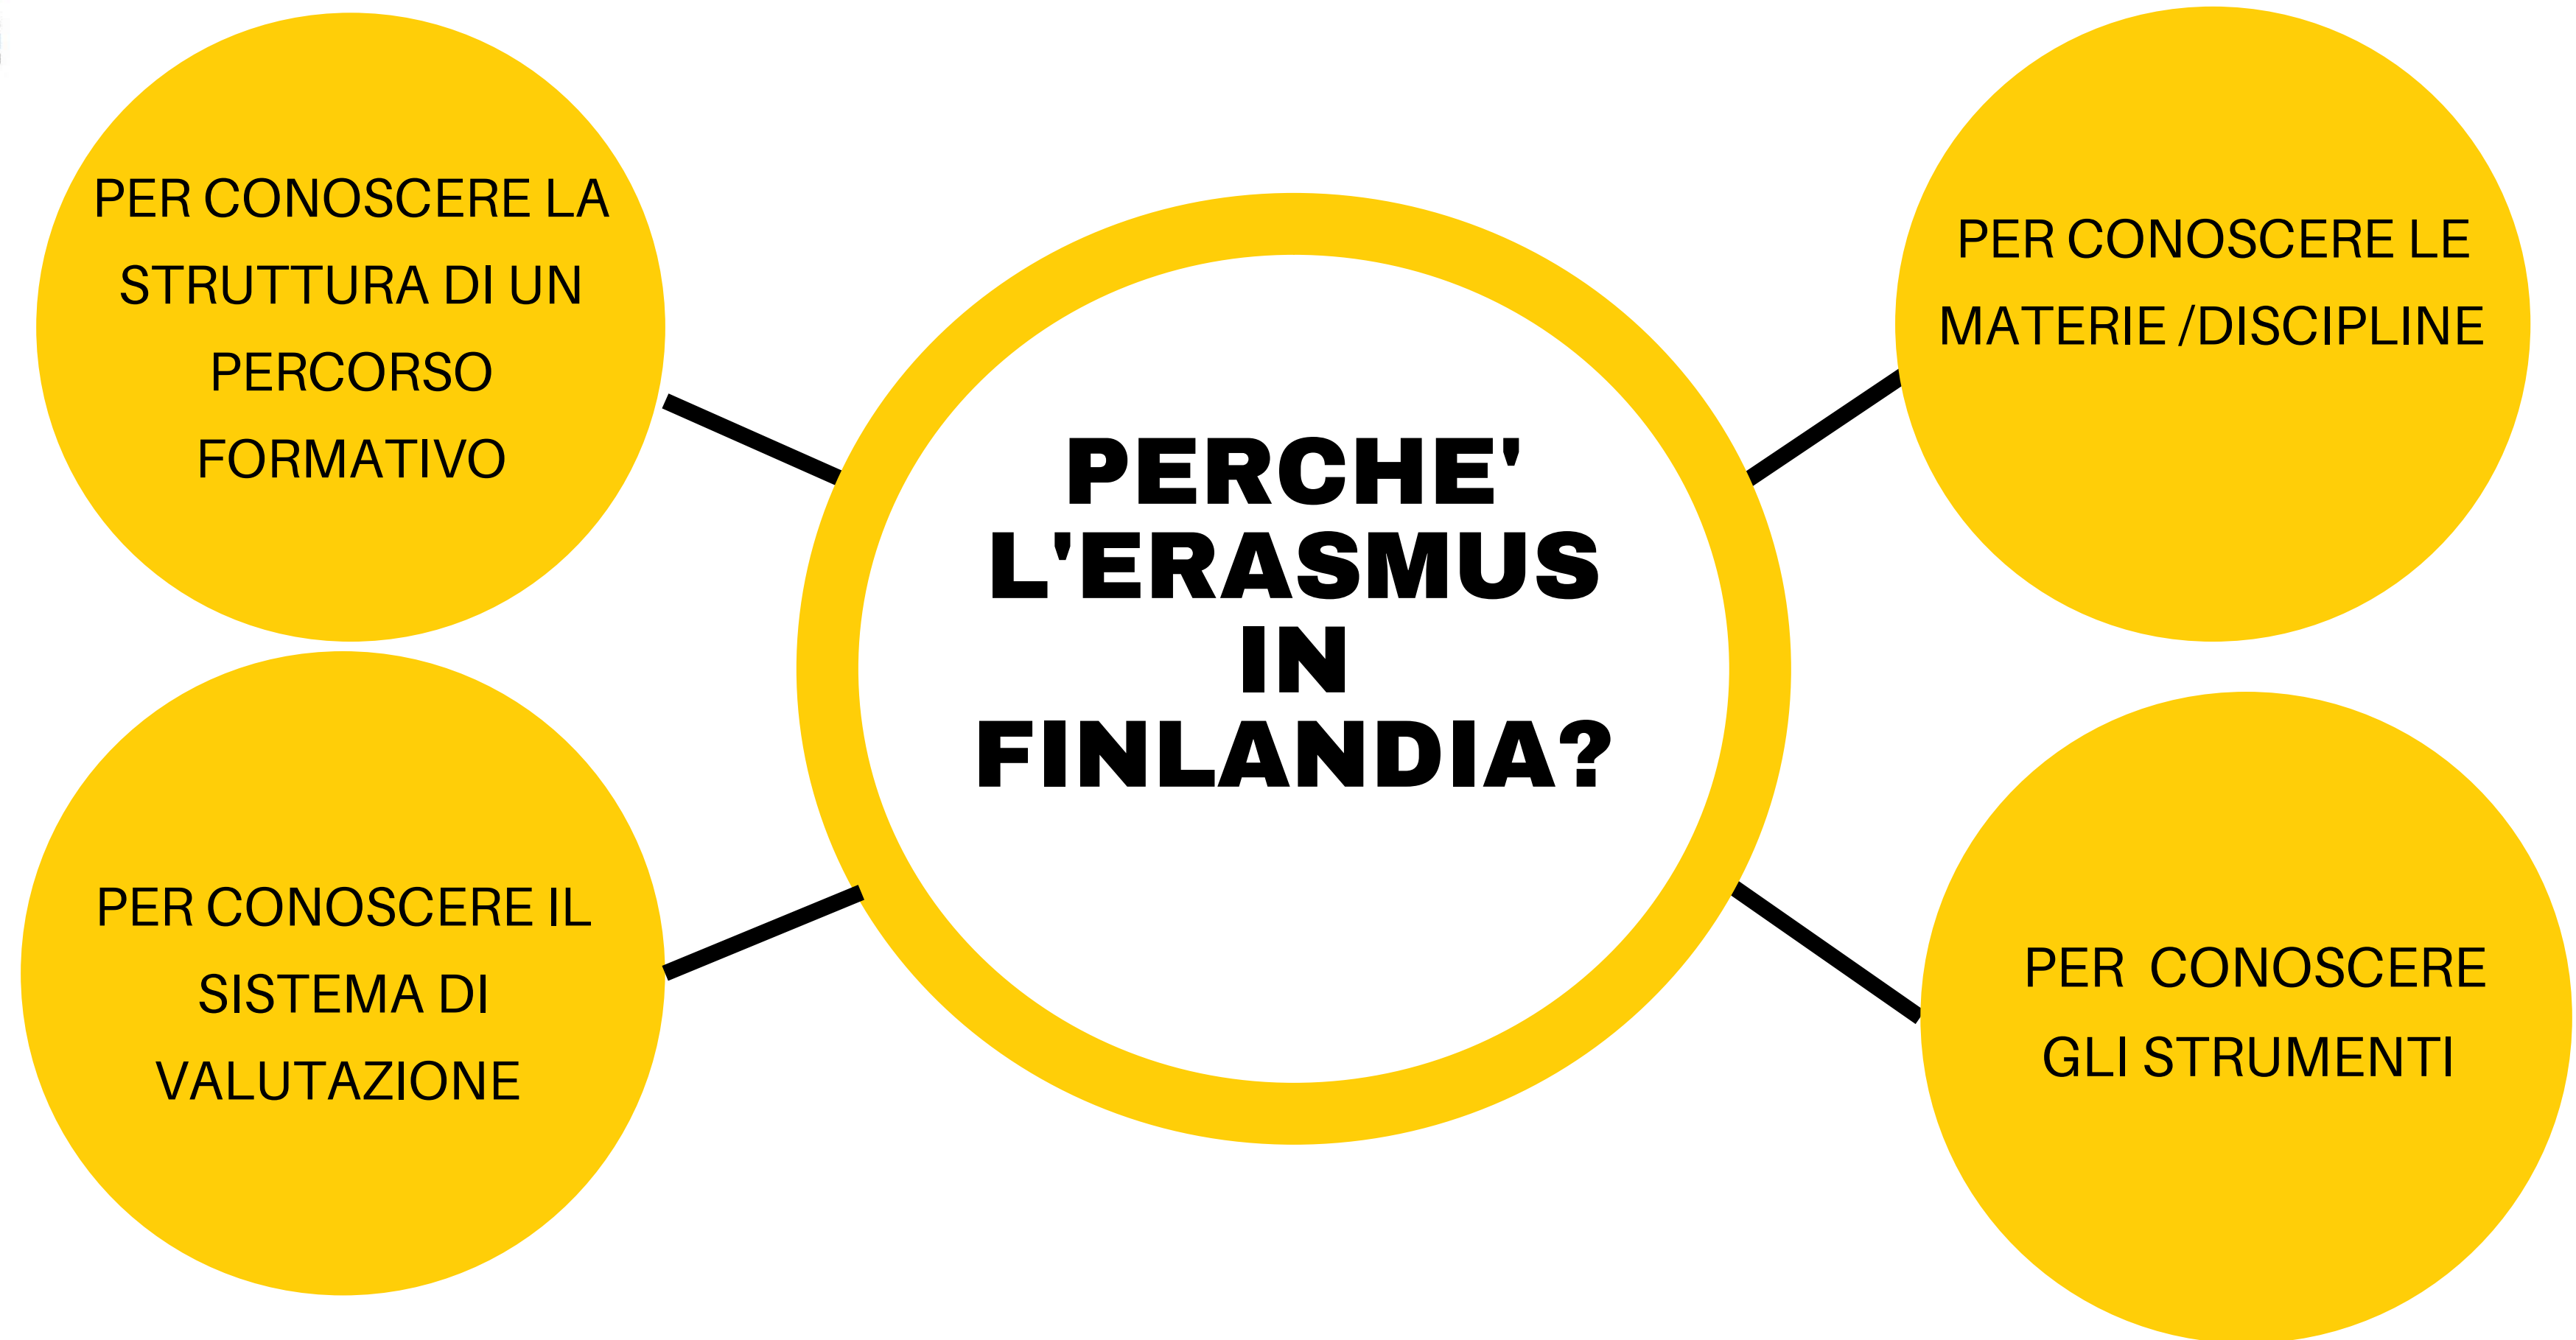 PER CONOSCERE LA
STRUTTURA DI UN
PERCORSO
FORMATIVO
PER CONOSCERE IL
SISTEMA DI
VALUTAZIONE
PERCHE'
L'ERASMUS
IN
FINLANDIA?
PER CONOSCERE LE
MATERIE /DISCIPLINE
PER CONOSCERE
GLI STRUMENTI